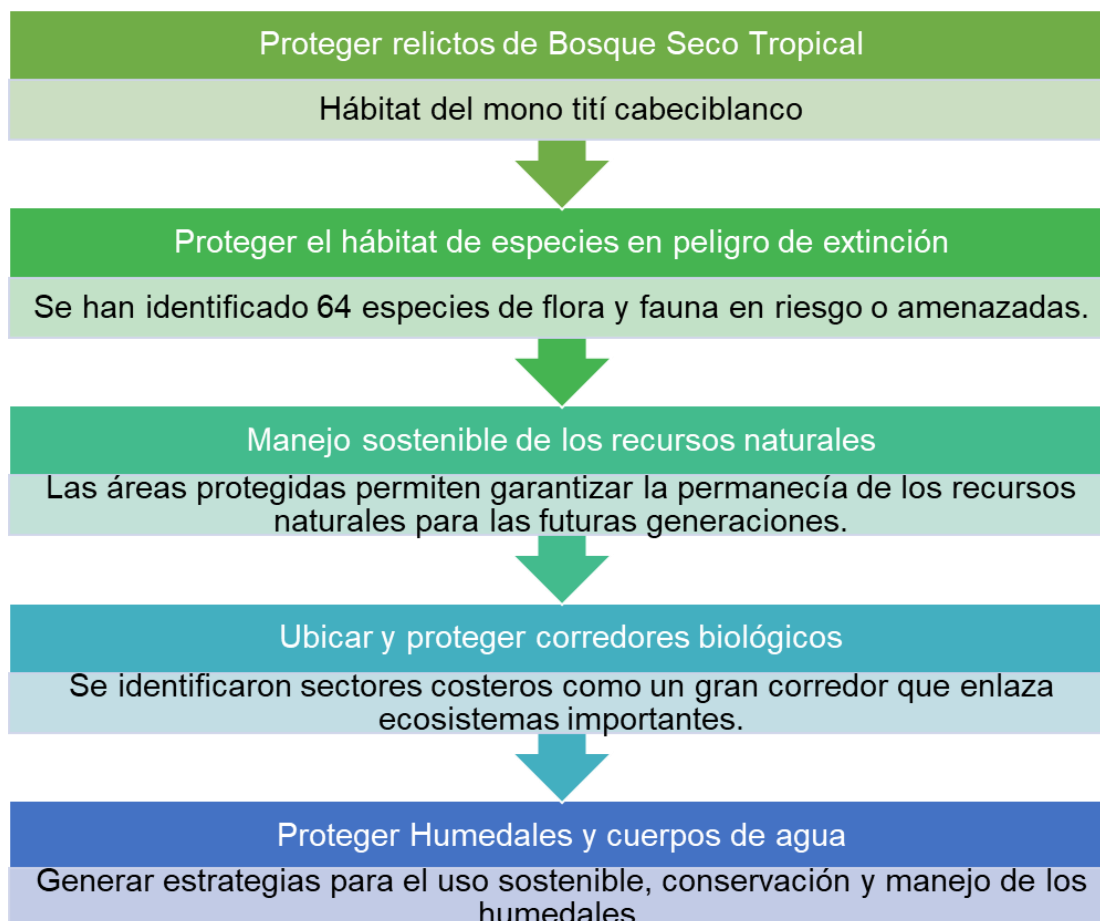 Proteger relictos de Bosque Seco Tropical
Hábitat del mono tití cabeciblanco
Proteger el hábitat de especies en peligro de extinción
Se han identificado 64 especies de flora y fauna en riesgo o amenazadas.
Manejo sostenible de los recursos naturales
Las áreas protegidas permiten garantizar la permanecía de los recursos
naturales para las futuras generaciones.
Ubicar y proteger corredores biológicos
Se identificaron sectores costeros como un gran corredor que enlaza
ecosistemas importantes.
Proteger Humedales y cuerpos de agua
Generar estrategias para el uso sostenible, conservación y manejo de los
humedales